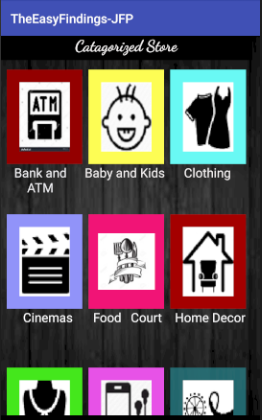 TheEasyFindings-JFP
Catagorized Store
ATM
Bank and ATM
Baby and Kids
Clothing
Cinemas
Food Court
Home Decor